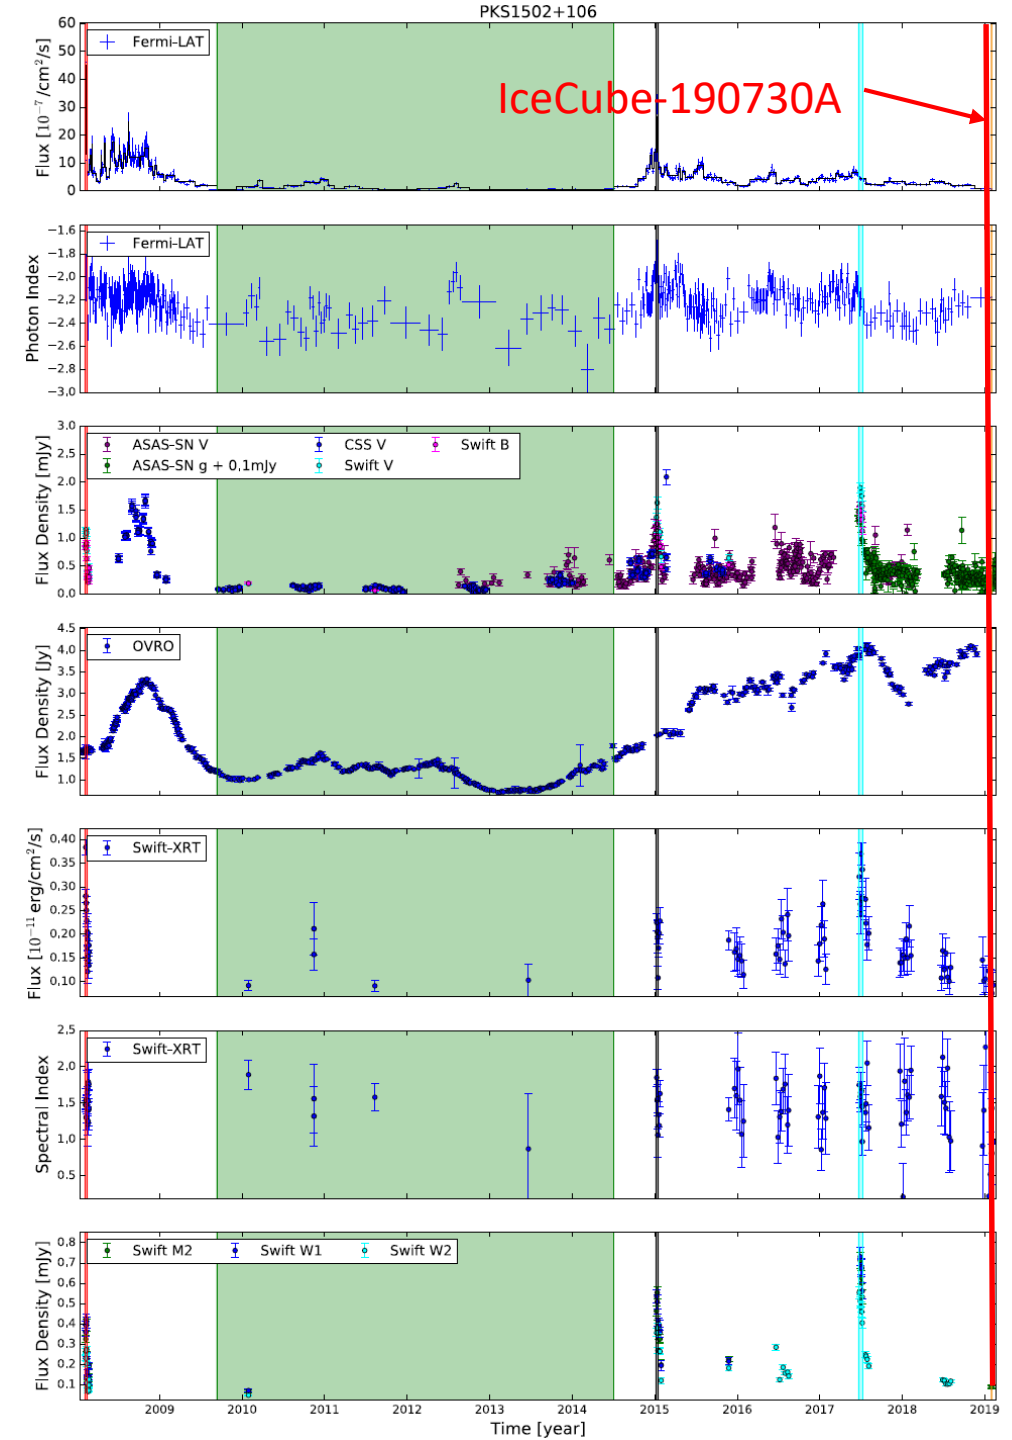 PKS1502+106
60
50
40
30
20
10
0
Flux [10⁻⁷/cm²/s]
Fermi-LAT
IceCube-190730A
−1.6
−1.8
−2.0
−2.2
−2.4
−2.6
−2.8
−3.0
Photon Index
Fermi-LAT
3.0
2.5
2.0
1.5
1.0
0.5
0.0
Flux Density [mJy]
ASAS-SN V CSS V Swift B
ASAS-SN g + 0,1mJy Swift V
4.5
4.0
3.5
3.0
2.5
2.0
1.5
1.0
Flux Density [Jy]
OVRO
0.40
0.35
0.30
0.25
0.20
0.15
0.10
Flux [10⁻¹¹ erg/cm²/s]
Swift-XRT
2.5
2.0
1.5
1.0
0.5
Spectral Index
Swift-XRT
0.8
0.7
0.6
0.5
0.4
0.3
0.2
0.1
Flux Density [mJy]
Swift M2 Swift W1 Swift W2
2009 2010 2011 2012 2013 2014 2015 2016 2017 2018 2019
Time [year]